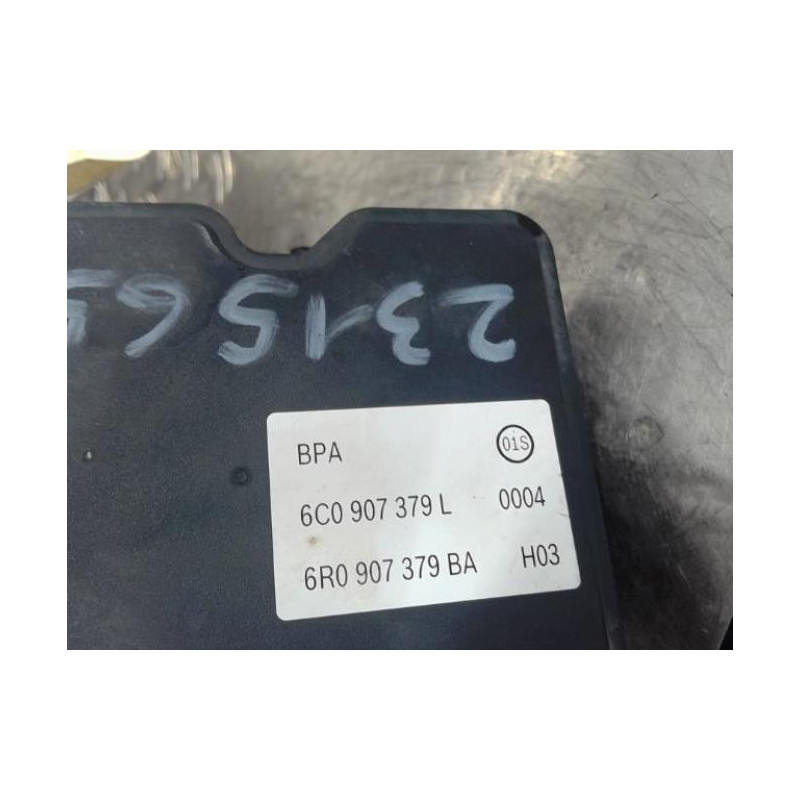 231565
BPA 01S
6C0 907 379 L 0004
6R0 907 379 BA H03